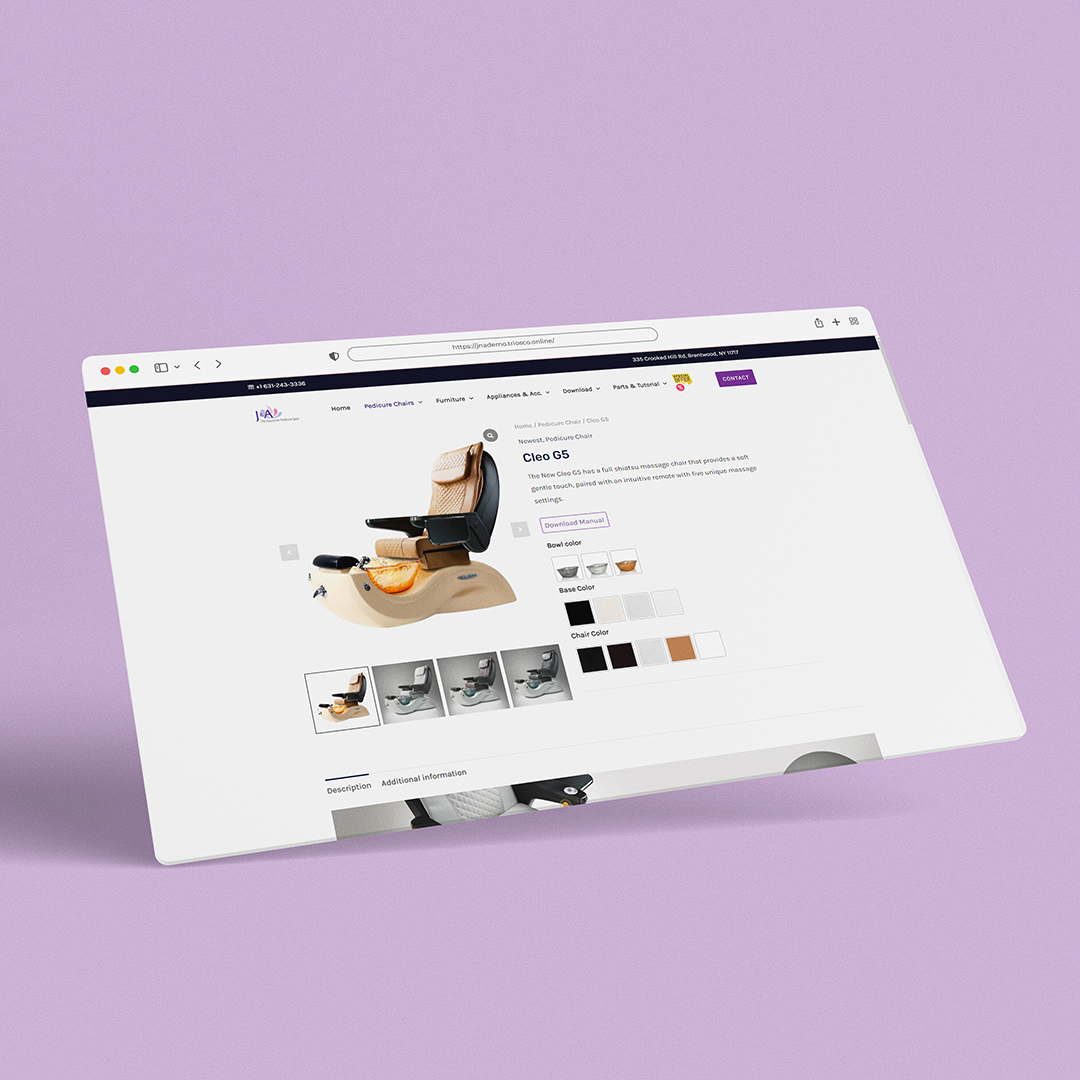 https://jnademo.triosco.online/
+1 631-243-3336
335 Crooked Hill Rd, Brentwood, NY 11717
Home
Pedicure Chairs
Furniture
Appliances & Acc.
Download
Parts & Tutorial
SPECIAL
CONTACT
Home / Pedicure Chair / Cleo G5
Newest, Pedicure Chair
Cleo G5
The New Cleo G5 has a full shiatsu massage chair that provides a soft
gentle touch, paired with an intuitive remote with five unique massage
settings.
Download Manual
Bowl color
Base Color
Chair Color
Description
Additional information